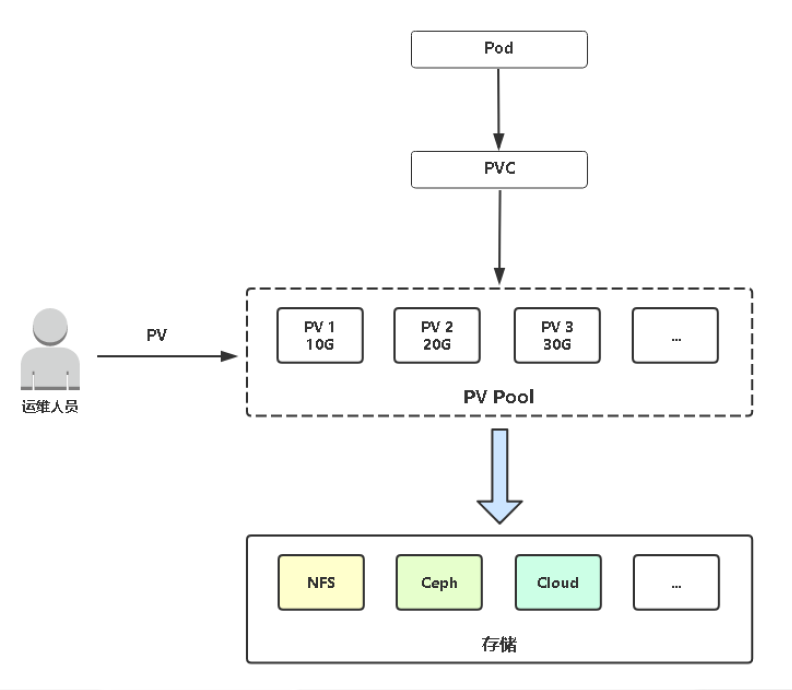 Pod
PVC
PV
运维人员
PV 1
10G
PV 2
20G
PV 3
30G
...
PV Pool
NFS
Ceph
Cloud
...
存储